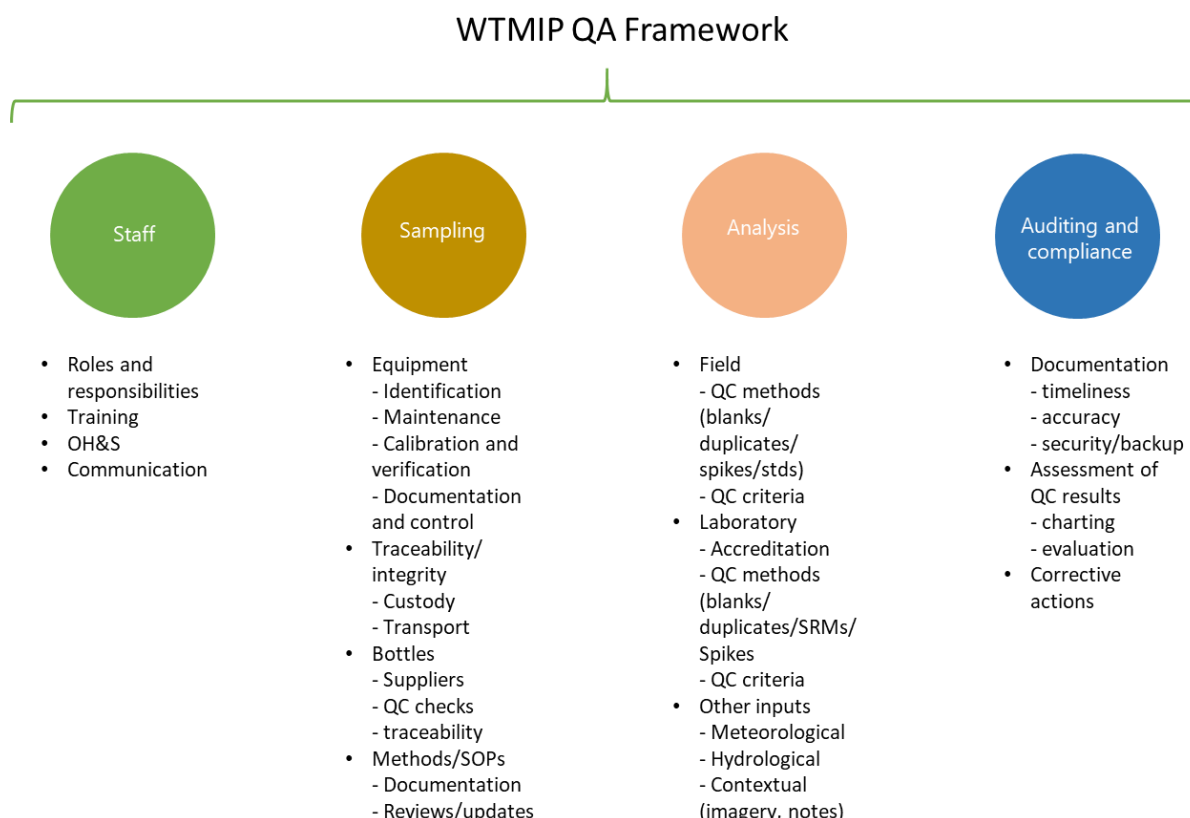 WTMIP QA Framework
Staff
Sampling
Analysis
Auditing and
compliance
• Roles and
responsibilities
• Training
• OH&S
• Communication
• Equipment
- Identification
- Maintenance
- Calibration and
verification
- Documentation
and control
• Traceability/
integrity
- Custody
- Transport
• Bottles
- Suppliers
- QC checks
- traceability
• Methods/SOPs
- Documentation
- Reviews/updates
• Field
- QC methods
(blanks/
duplicates/
spikes/stds)
- QC criteria
• Laboratory
- Accreditation
- QC methods
(blanks/
duplicates/SRMs/
Spikes
- QC criteria
• Other inputs
- Meteorological
- Hydrological
- Contextual
(imagery, notes)
• Documentation
- timeliness
- accuracy
- security/backup
• Assessment of
QC results
- charting
- evaluation
• Corrective
actions